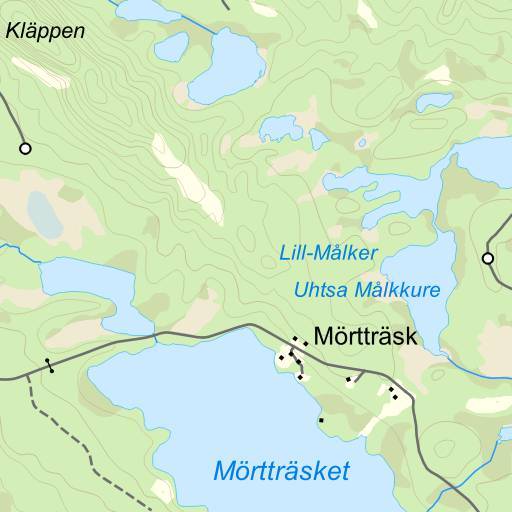 Kläppen
Lill-Målker
Uhtsa Målkkure
Mörtträsk
Mörtträsket